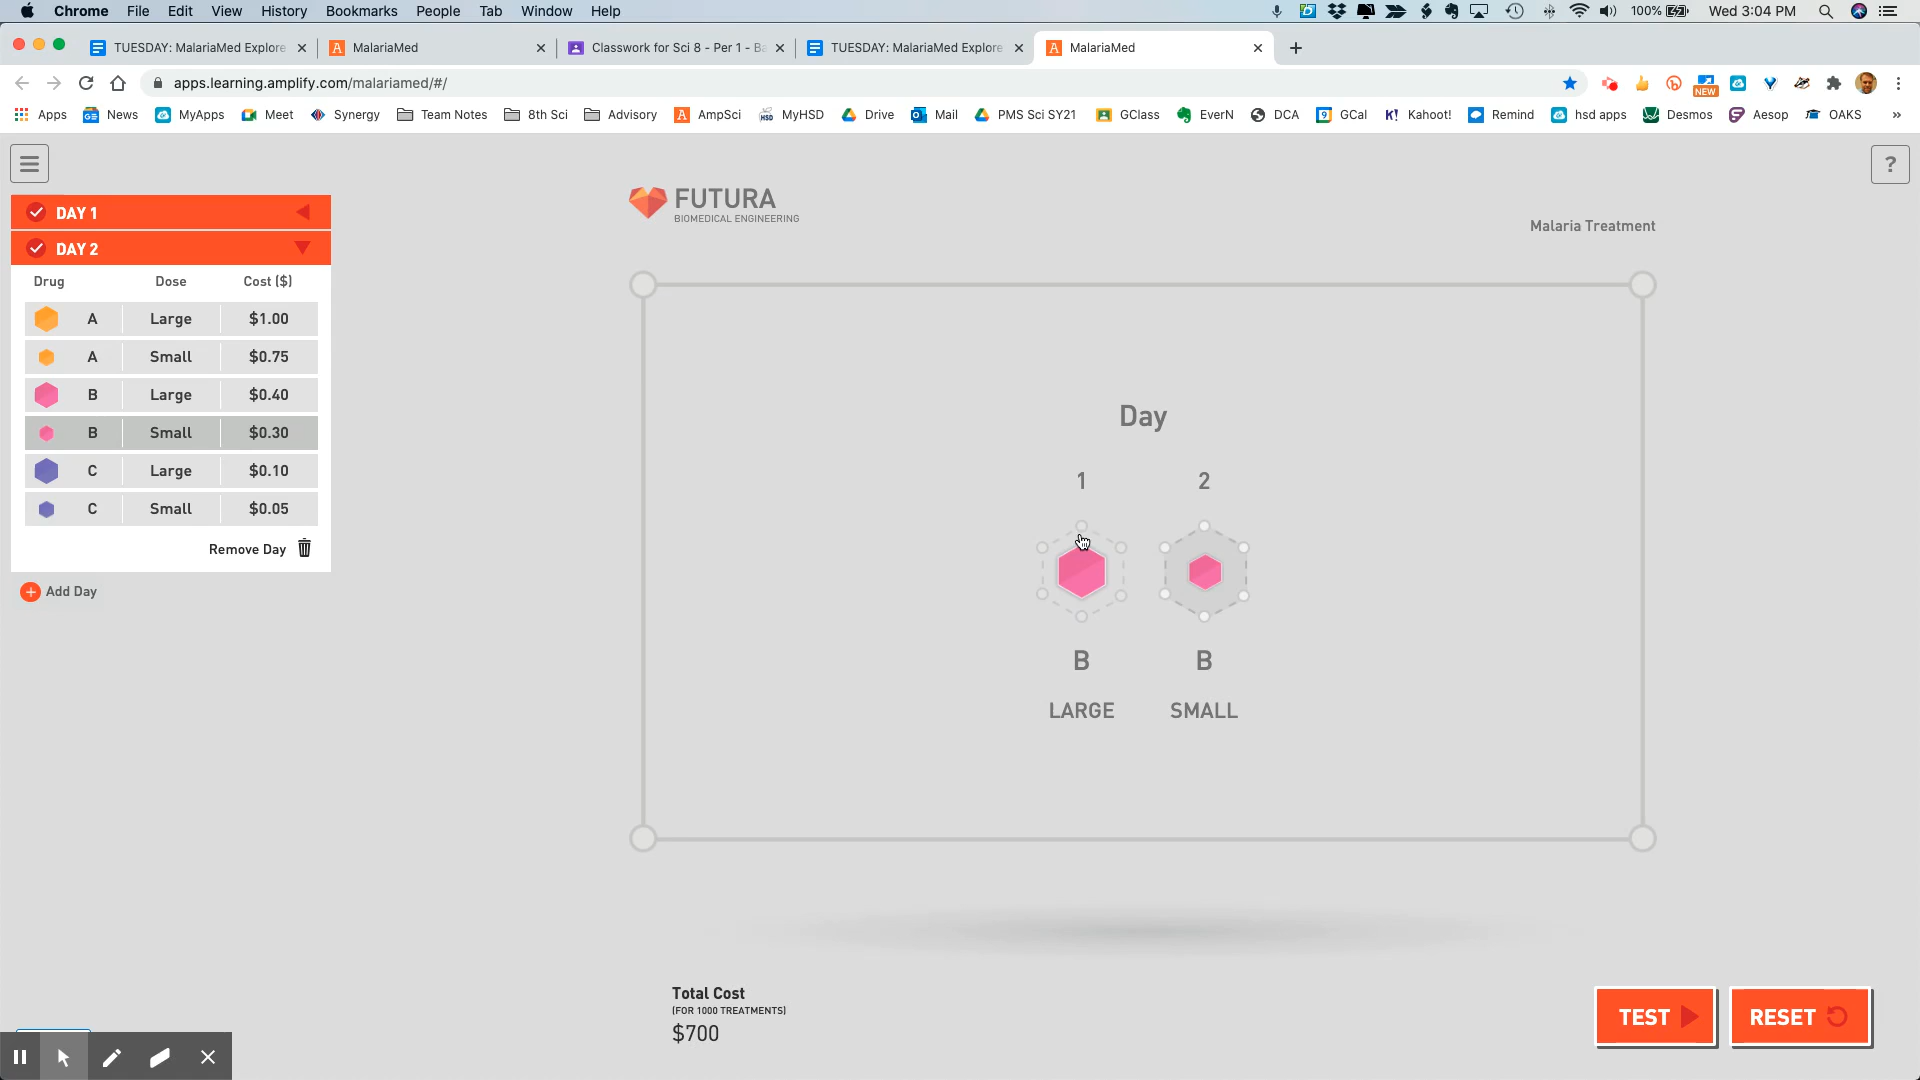 Chrome File Edit View History Bookmarks People Tab Window Help 100% Wed 3:04 PM
TUESDAY: MalariaMed Explore MalariaMed Classwork for Sci 8 - Per 1 - Ba TUESDAY: MalariaMed Explore MalariaMed
apps.learning.amplify.com/malariamed/#/ NEW
Apps News MyApps Meet Synergy Team Notes 8th Sci Advisory AmpSci MyHSD Drive Mail PMS Sci SY21 GClass EverN DCA GCal Kahoot! Remind hsd apps Desmos Aesop OAKS »
?
FUTURA
BIOMEDICAL ENGINEERING
Malaria Treatment
DAY 1
DAY 2
Drug Dose Cost ($)
A Large $1.00
A Small $0.75
B Large $0.40
B Small $0.30
C Large $0.10
C Small $0.05
Remove Day
Add Day
Day
1 2
B B
LARGE SMALL
Total Cost
(FOR 1000 TREATMENTS)
$700
TEST RESET